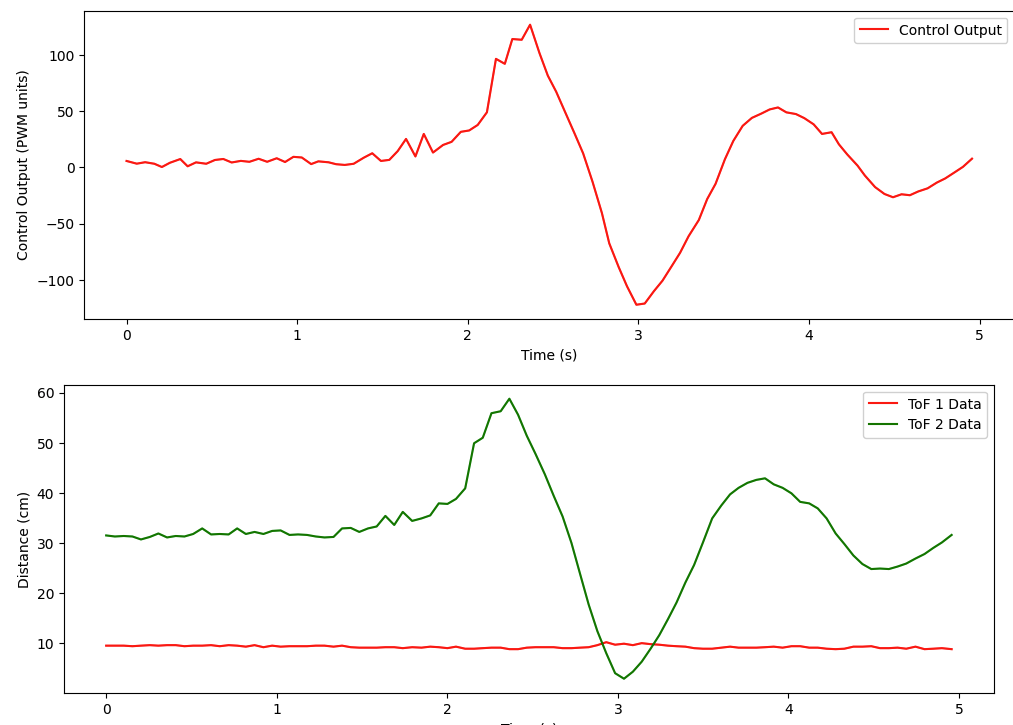 100
50
0
−50
−100
Control Output (PWM units)
Control Output
0 1 2 3 4 5
Time (s)
60
50
40
30
20
10
Distance (cm)
ToF 1 Data
ToF 2 Data
0 1 2 3 4 5
Time (s)